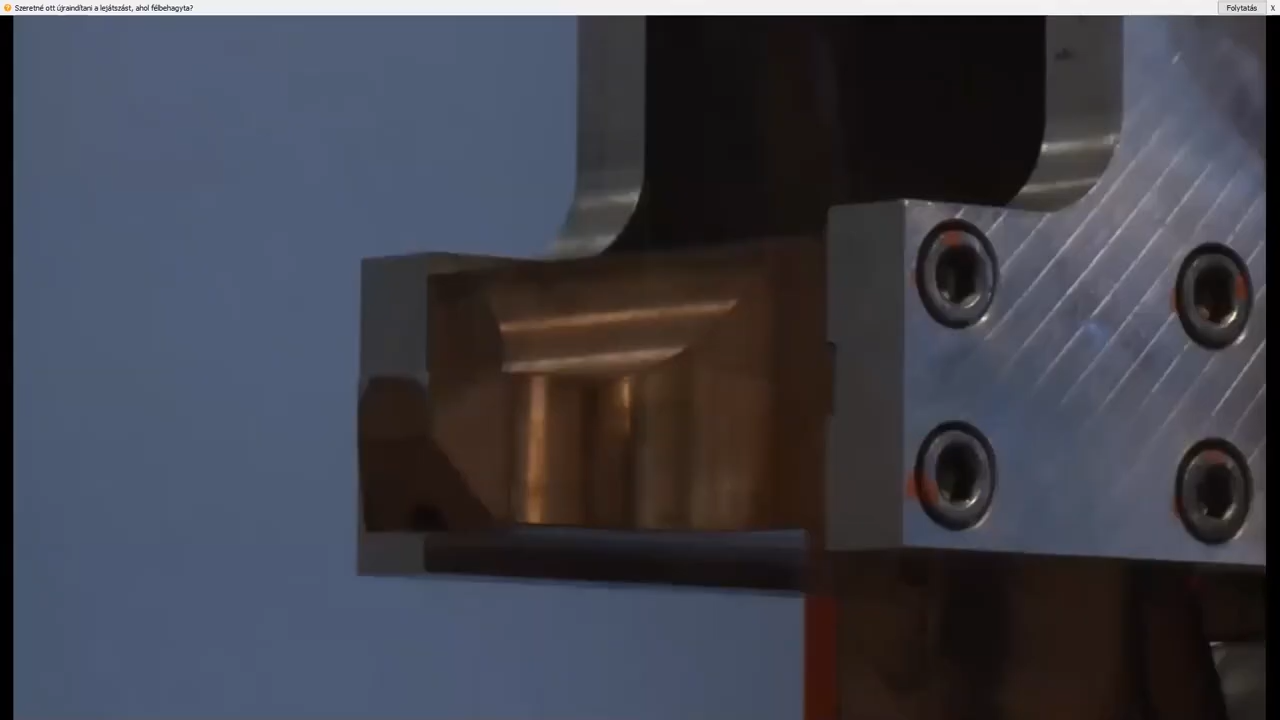 Szeretné ott újraindítani a lejátszást, ahol félbehagyta?
Folytatás
X